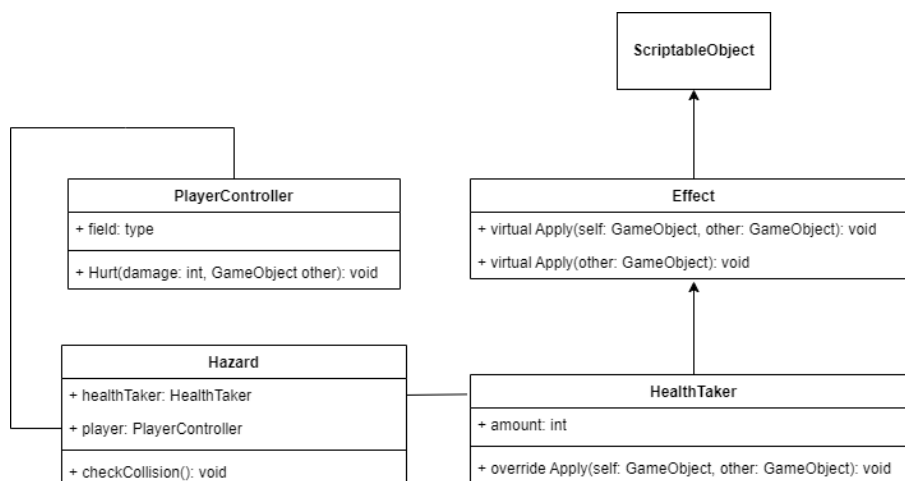 ScriptableObject
PlayerController
+ field: type
+ Hurt(damage: int, GameObject other): void
Effect
+ virtual Apply(self: GameObject, other: GameObject): void
+ virtual Apply(other: GameObject): void
Hazard
+ healthTaker: HealthTaker
+ player: PlayerController
+ checkCollision(): void
HealthTaker
+ amount: int
+ override Apply(self: GameObject, other: GameObject): void